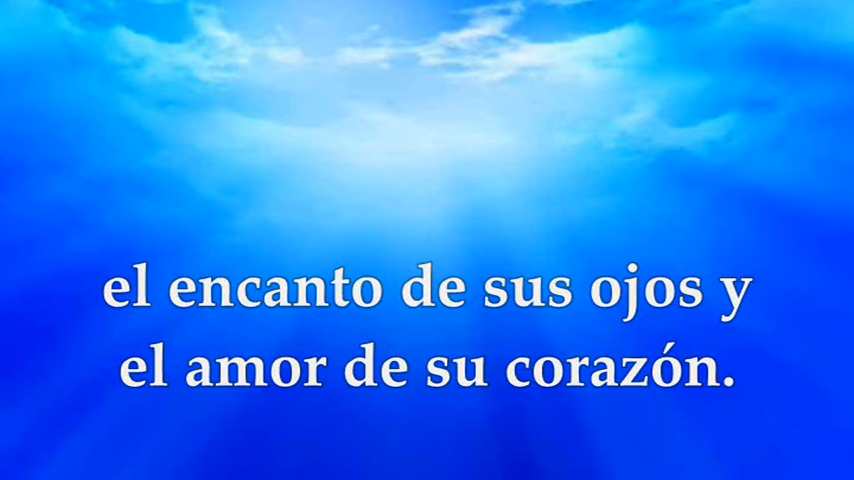 el encanto de sus ojos y
el amor de su corazón.